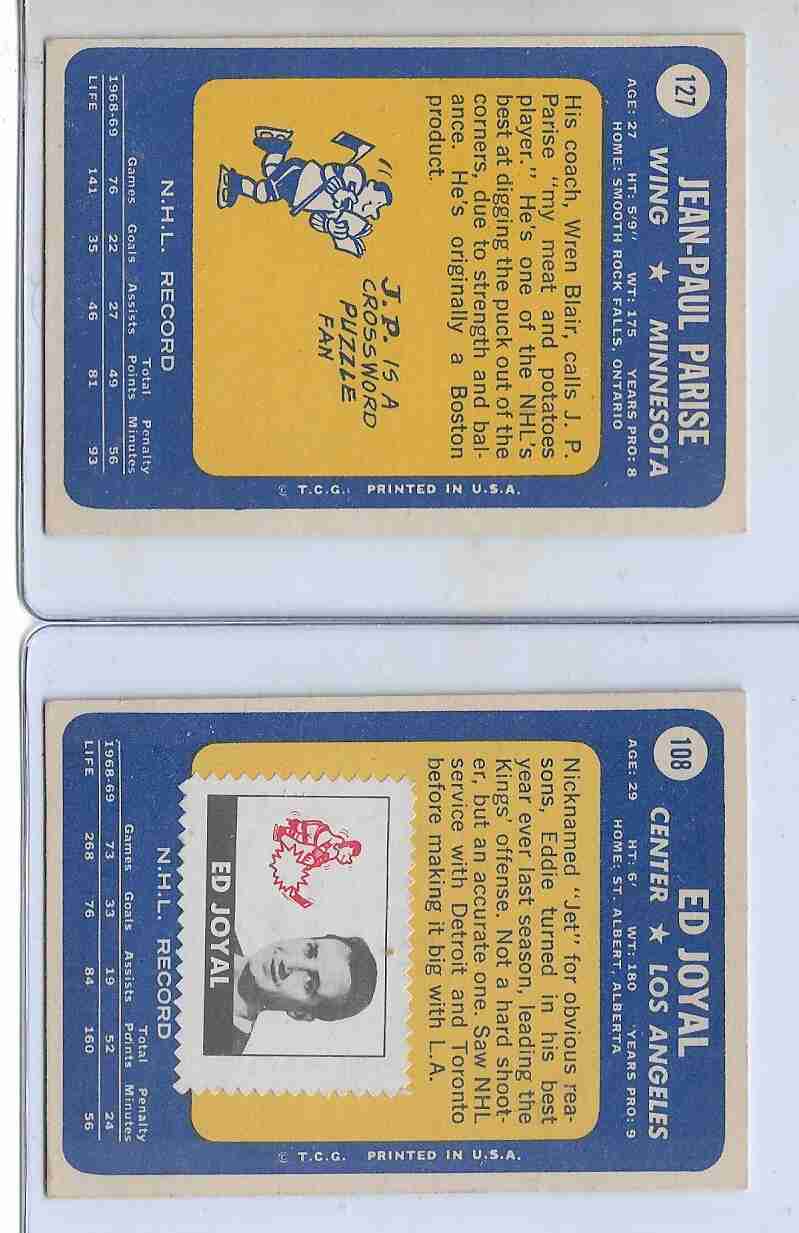 127
JEAN-PAUL PARISE
WING ★ MINNESOTA
AGE: 27 HT: 5'9" WT: 175 YEARS PRO: 8
HOME: SMOOTH ROCK FALLS, ONTARIO
His coach, Wren Blair, calls J. P.
Parise "my meat and potatoes
player." He's one of the NHL's
best at digging the puck out of the
corners, due to strength and bal-
ance. He's originally a Boston
product.
J.P. IS A
CROSSWORD
PUZZLE
FAN
N.H.L. RECORD
Games Goals Assists Total Points Penalty Minutes
1968-69 76 22 27 49 56
LIFE 141 35 46 81 93
© T.C.G. PRINTED IN U.S.A.
108
ED JOYAL
CENTER ★ LOS ANGELES
AGE: 29 HT: 6' WT: 180 YEARS PRO: 9
HOME: ST. ALBERT, ALBERTA
Nicknamed "Jet" for obvious rea-
sons, Eddie turned in his best
year ever last season, leading the
Kings' offense. Not a hard shoot-
er, but an accurate one. Saw NHL
service with Detroit and Toronto
before making it big with L.A.
ED JOYAL
N.H.L. RECORD
Games Goals Assists Total Points Penalty Minutes
1968-69 73 33 19 52 24
LIFE 268 76 84 160 56
© T.C.G. PRINTED IN U.S.A.